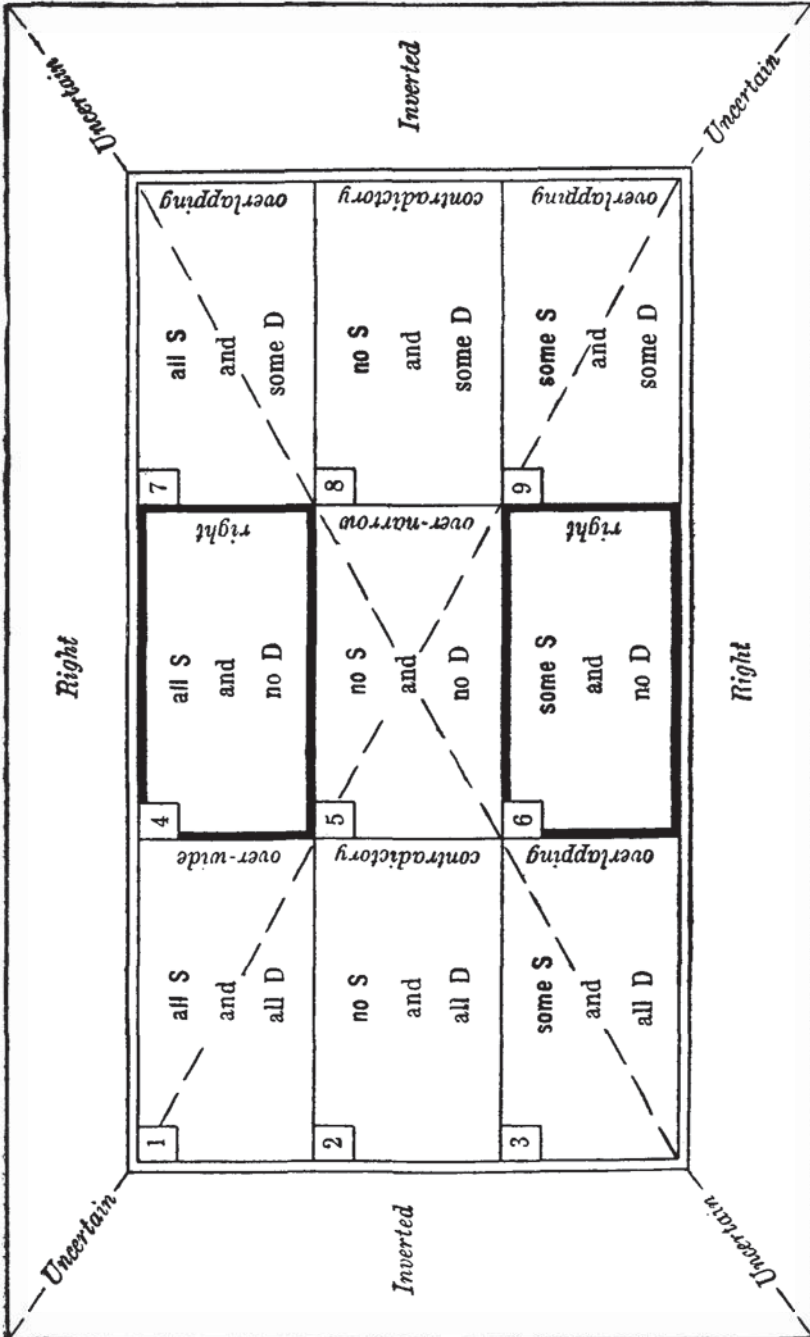 Uncertain
Right
Uncertain
Inverted
1
all S
and
all D
over-wide
4
all S
and
no D
right
7
all S
and
some D
overlapping
2
no S
and
all D
contradictory
5
no S
and
no D
over-narrow
8
no S
and
some D
contradictory
3
some S
and
all D
overlapping
6
some S
and
no D
right
9
some S
and
some D
overlapping
Inverted
Uncertain
Right
Uncertain